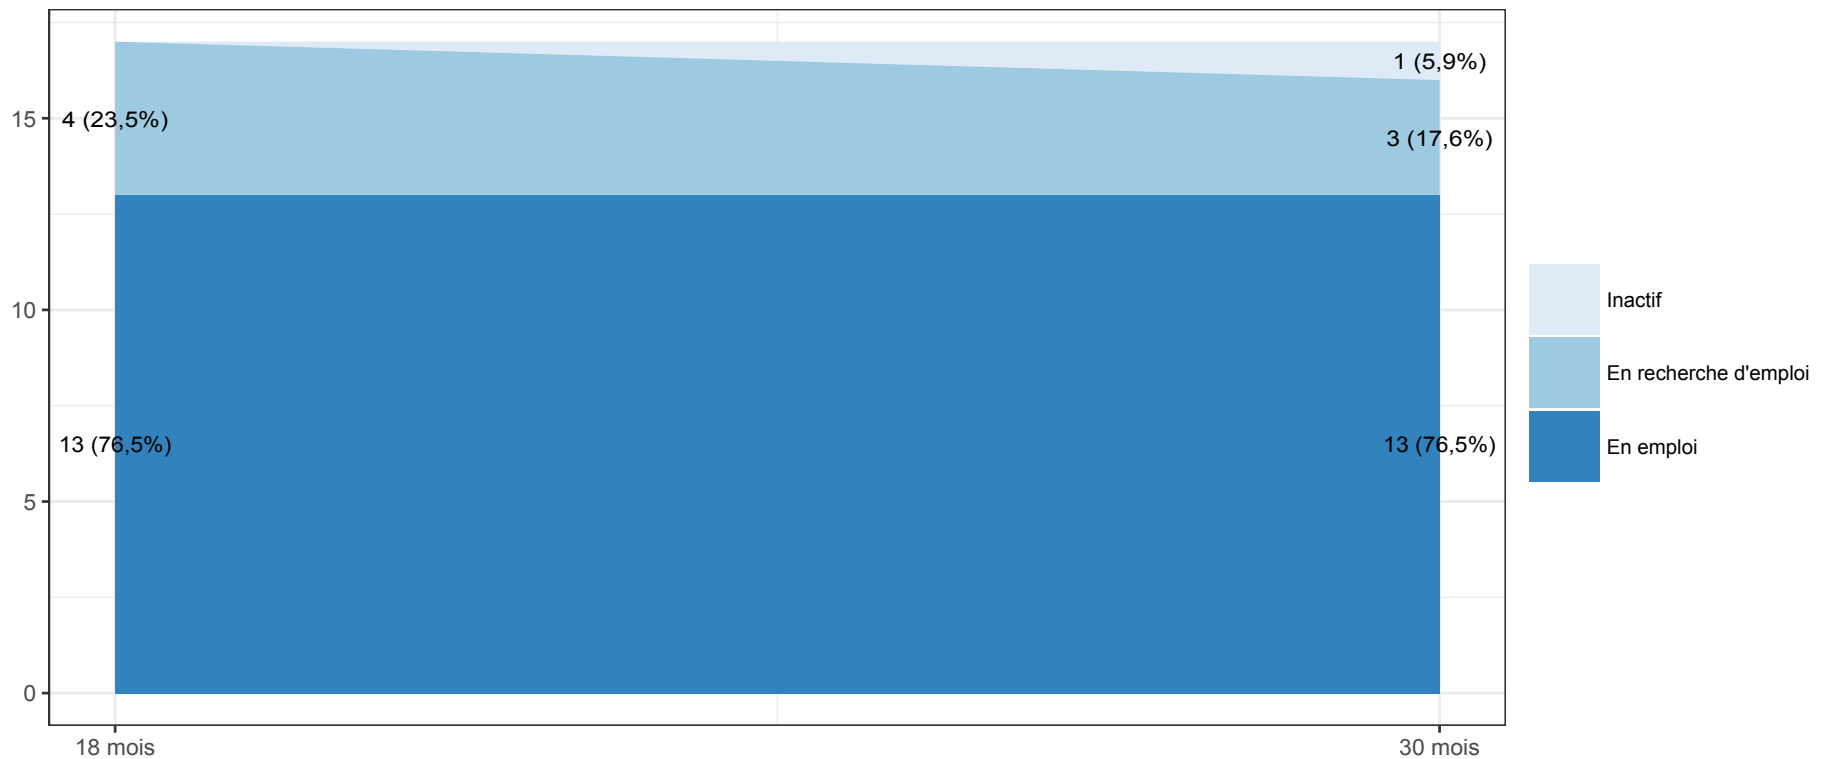 1 (5,9%)
15
4 (23,5%)
3 (17,6%)
10
Inactif
En recherche d'emploi
13 (76,5%)
13 (76,5%)
En emploi
5
0
18 mois
30 mois